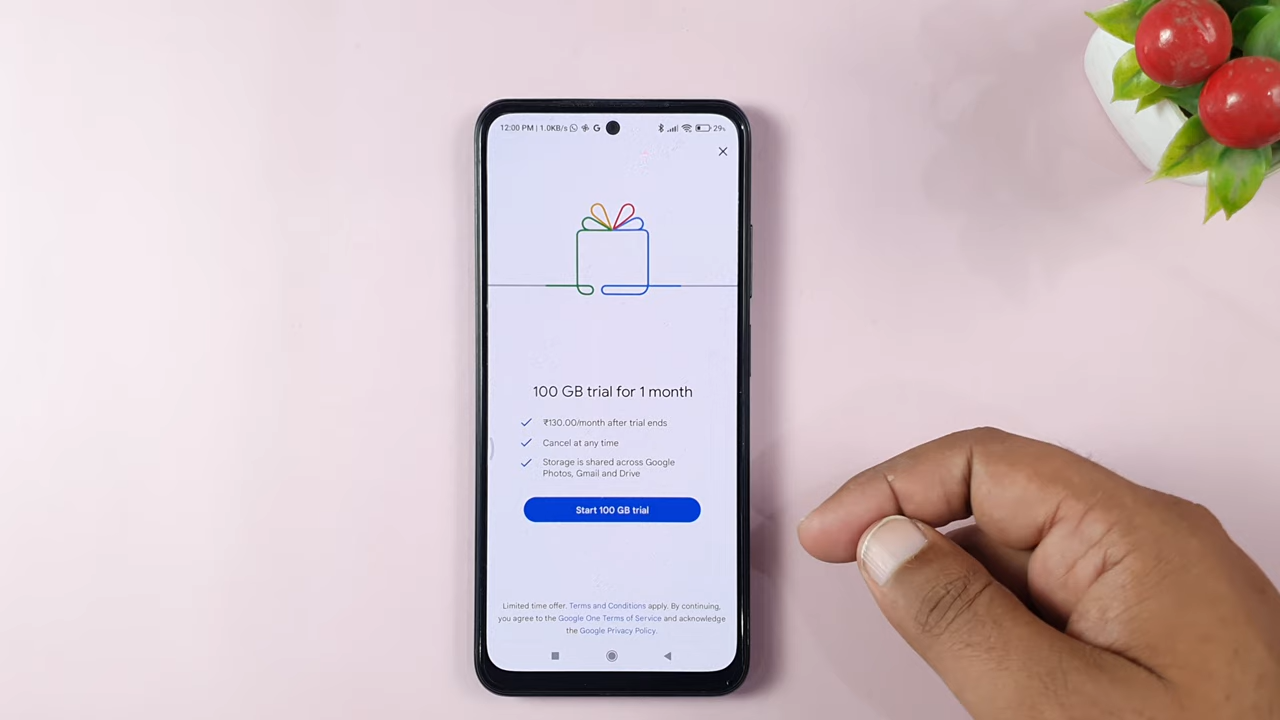 12:00 PM | 1.0KB/s G 29%
100 GB trial for 1 month
₹130.00/month after trial ends
Cancel at any time
Storage is shared across Google
Photos, Gmail and Drive
Start 100 GB trial
Limited time offer. Terms and Conditions apply. By continuing,
you agree to the Google One Terms of Service and acknowledge
the Google Privacy Policy.